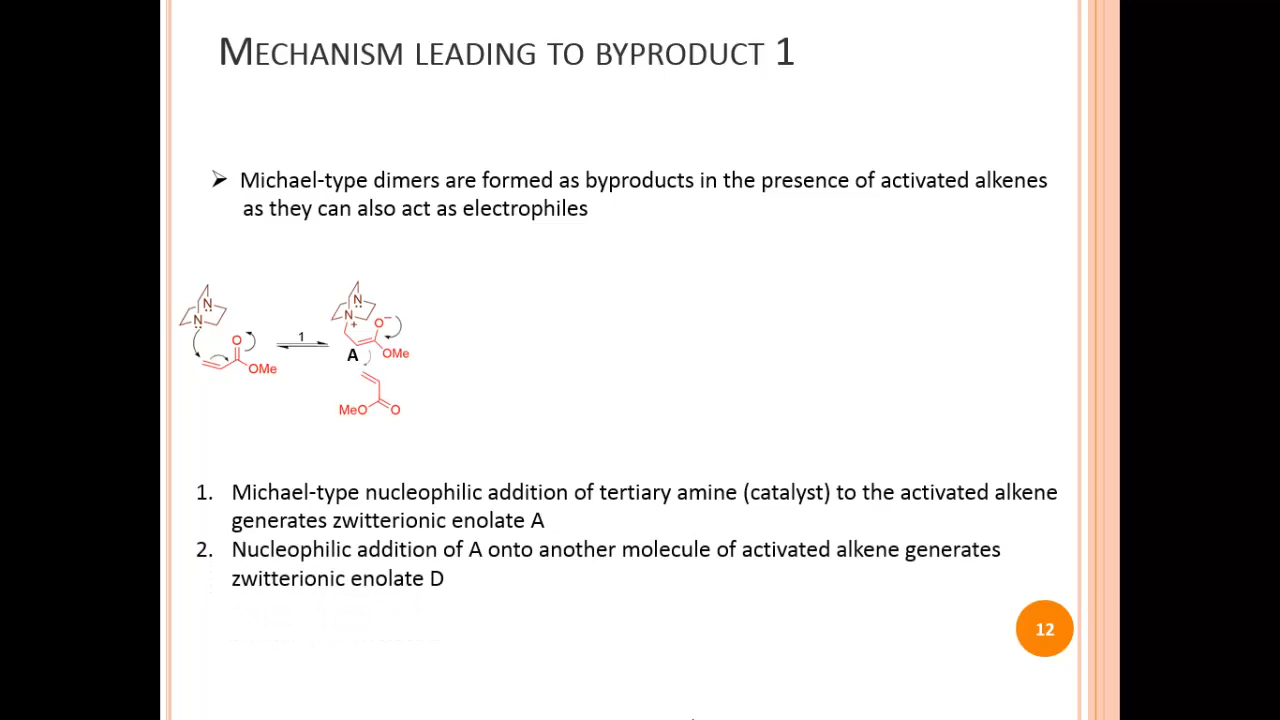 MECHANISM LEADING TO BYPRODUCT 1
➢ Michael-type dimers are formed as byproducts in the presence of activated alkenes
as they can also act as electrophiles
N
N
O
OMe
1
N
N
+
O−
OMe
A
MeO
O
1. Michael-type nucleophilic addition of tertiary amine (catalyst) to the activated alkene
generates zwitterionic enolate A
2. Nucleophilic addition of A onto another molecule of activated alkene generates
zwitterionic enolate D
12